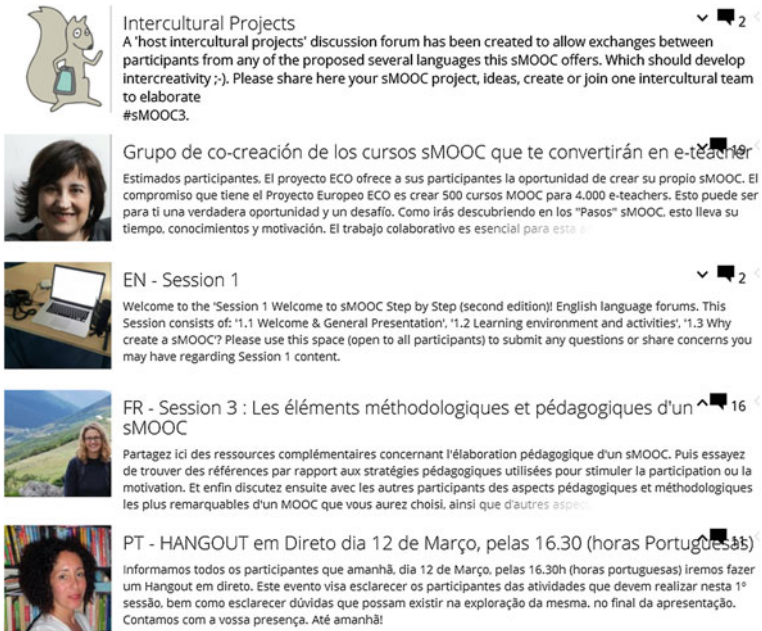 Intercultural Projects
2
A 'host intercultural projects' discussion forum has been created to allow exchanges between
participants from any of the proposed several languages this sMOOC offers. Which should develop
intercreativity ;-). Please share here your sMOOC project, ideas, create or join one intercultural team
to elaborate
#sMOOC3.
Grupo de co-creación de los cursos sMOOC que te convertirán en e-teacher
19
Estimados participantes, El proyecto ECO ofrece a sus participantes la oportunidad de crear su propio sMOOC. El
compromiso que tiene el Proyecto Europeo ECO es crear 500 cursos MOOC para 4.000 e-teachers. Esto puede ser
para ti una verdadera oportunidad y un desafío. Como irás descubriendo en los "Pasos" sMOOC, esto lleva su
tiempo, conocimientos y motivación. El trabajo colaborativo es esencial para esta
EN - Session 1
2
Welcome to the 'Session 1 Welcome to sMOOC Step by Step (second edition)! English language forums. This
Session consists of: '1.1 Welcome & General Presentation', '1.2 Learning environment and activities', '1.3 Why
create a sMOOC'? Please use this space (open to all participants) to submit any questions or share concerns you
may have regarding Session 1 content.
FR - Session 3 : Les éléments méthodologiques et pédagogiques d'un
16
sMOOC
Partagez ici des ressources complémentaires concernant l'élaboration pédagogique d'un sMOOC. Puis essayez
de trouver des références par rapport aux stratégies pédagogiques utilisées pour stimuler la participation ou la
motivation. Et enfin discutez ensuite avec les autres participants des aspects pédagogiques et méthodologiques
les plus remarquables d'un MOOC que vous aurez choisi, ainsi que d'autres
PT - HANGOUT em Direto dia 12 de Março, pelas 16.30 (horas Portuguesas)
11
Informamos todos os participantes que amanhã, dia 12 de Março, pelas 16.30h (horas portuguesas) iremos fazer
um Hangout em direto. Este evento visa esclarecer os participantes das atividades que devem realizar nesta 1º
sessão, bem como esclarecer dúvidas que possam existir na exploração da mesma. no final da apresentação.
Contamos com a vossa presença. Até amanhã!